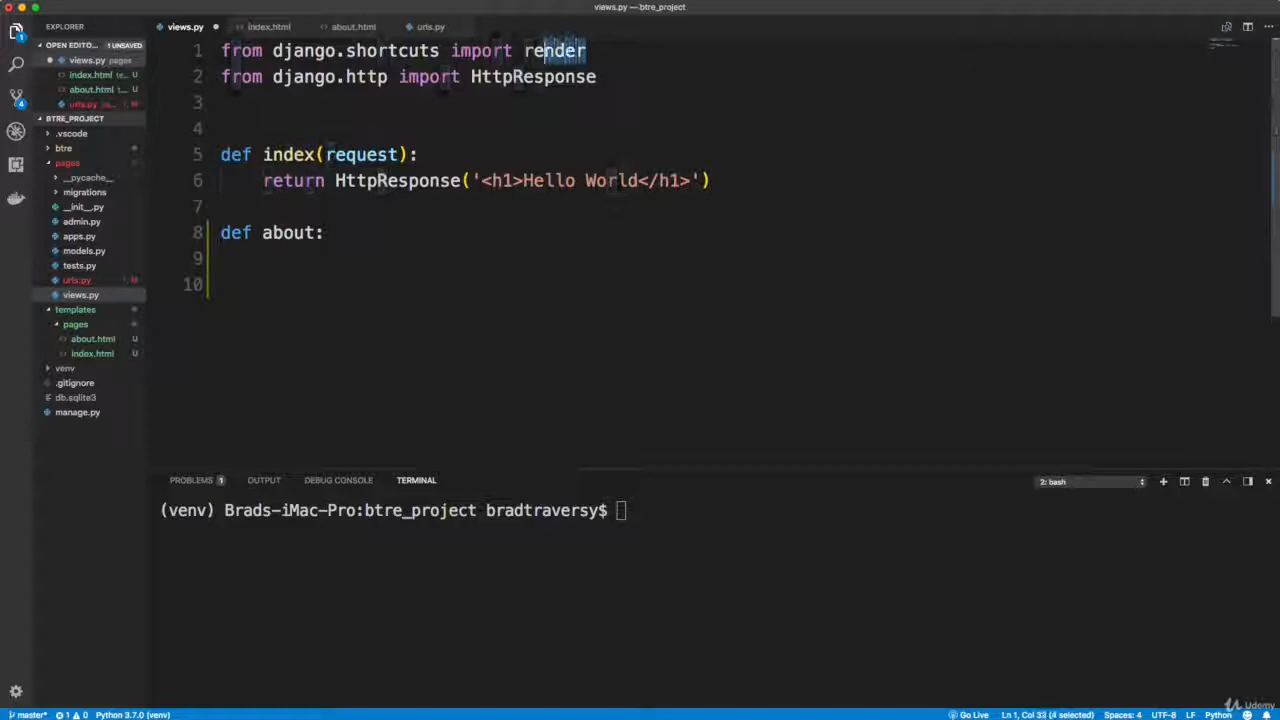 views.py — btre_project
EXPLORER
OPEN EDITO... 1 UNSAVED
views.py pages
index.html te... U
about.html t... U
urls.py
BTRE_PROJECT
.vscode
btre
pages
__pycache__
migrations
__init__.py
admin.py
apps.py
models.py
tests.py
urls.py 1, M
views.py
templates
pages
about.html U
index.html U
venv
.gitignore
db.sqlite3
manage.py
views.py index.html about.html urls.py
1 from django.shortcuts import render
2 from django.http import HttpResponse
3
4
5 def index(request):
6 return HttpResponse('<h1>Hello World</h1>')
7
8 def about:
9
10
PROBLEMS 1 OUTPUT DEBUG CONSOLE TERMINAL 2: bash
(venv) Brads-iMac-Pro:btre_project bradtraversy$
Udemy
master* 1 0 Python 3.7.0 (venv) Go Live Ln 1, Col 33 (4 selected) Spaces: 4 UTF-8 LF Python